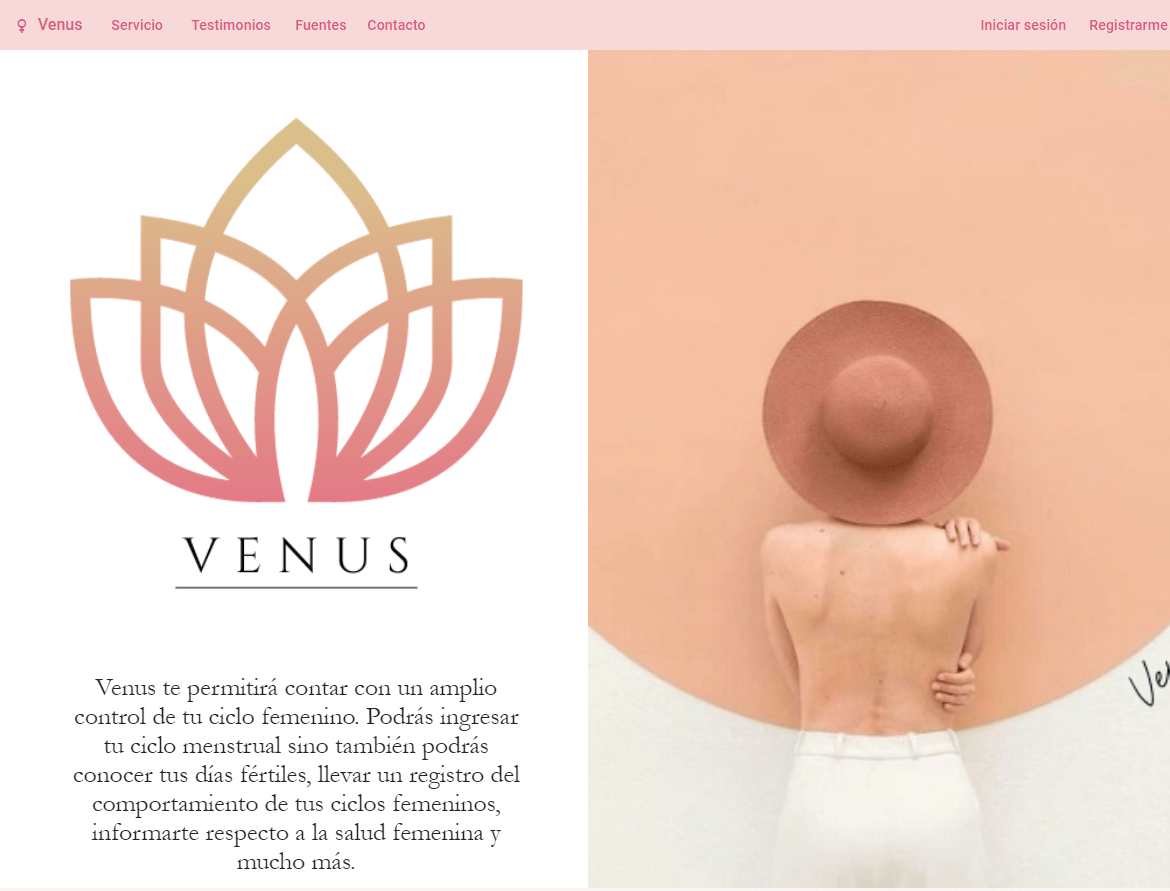 Venus Servicio Testimonios Fuentes Contacto Iniciar sesión Registrarme
VENUS
Venus te permitirá contar con un amplio
control de tu ciclo femenino. Podrás ingresar
tu ciclo menstrual sino también podrás
conocer tus días fértiles, llevar un registro del
comportamiento de tus ciclos femeninos,
informarte respecto a la salud femenina y
mucho más.